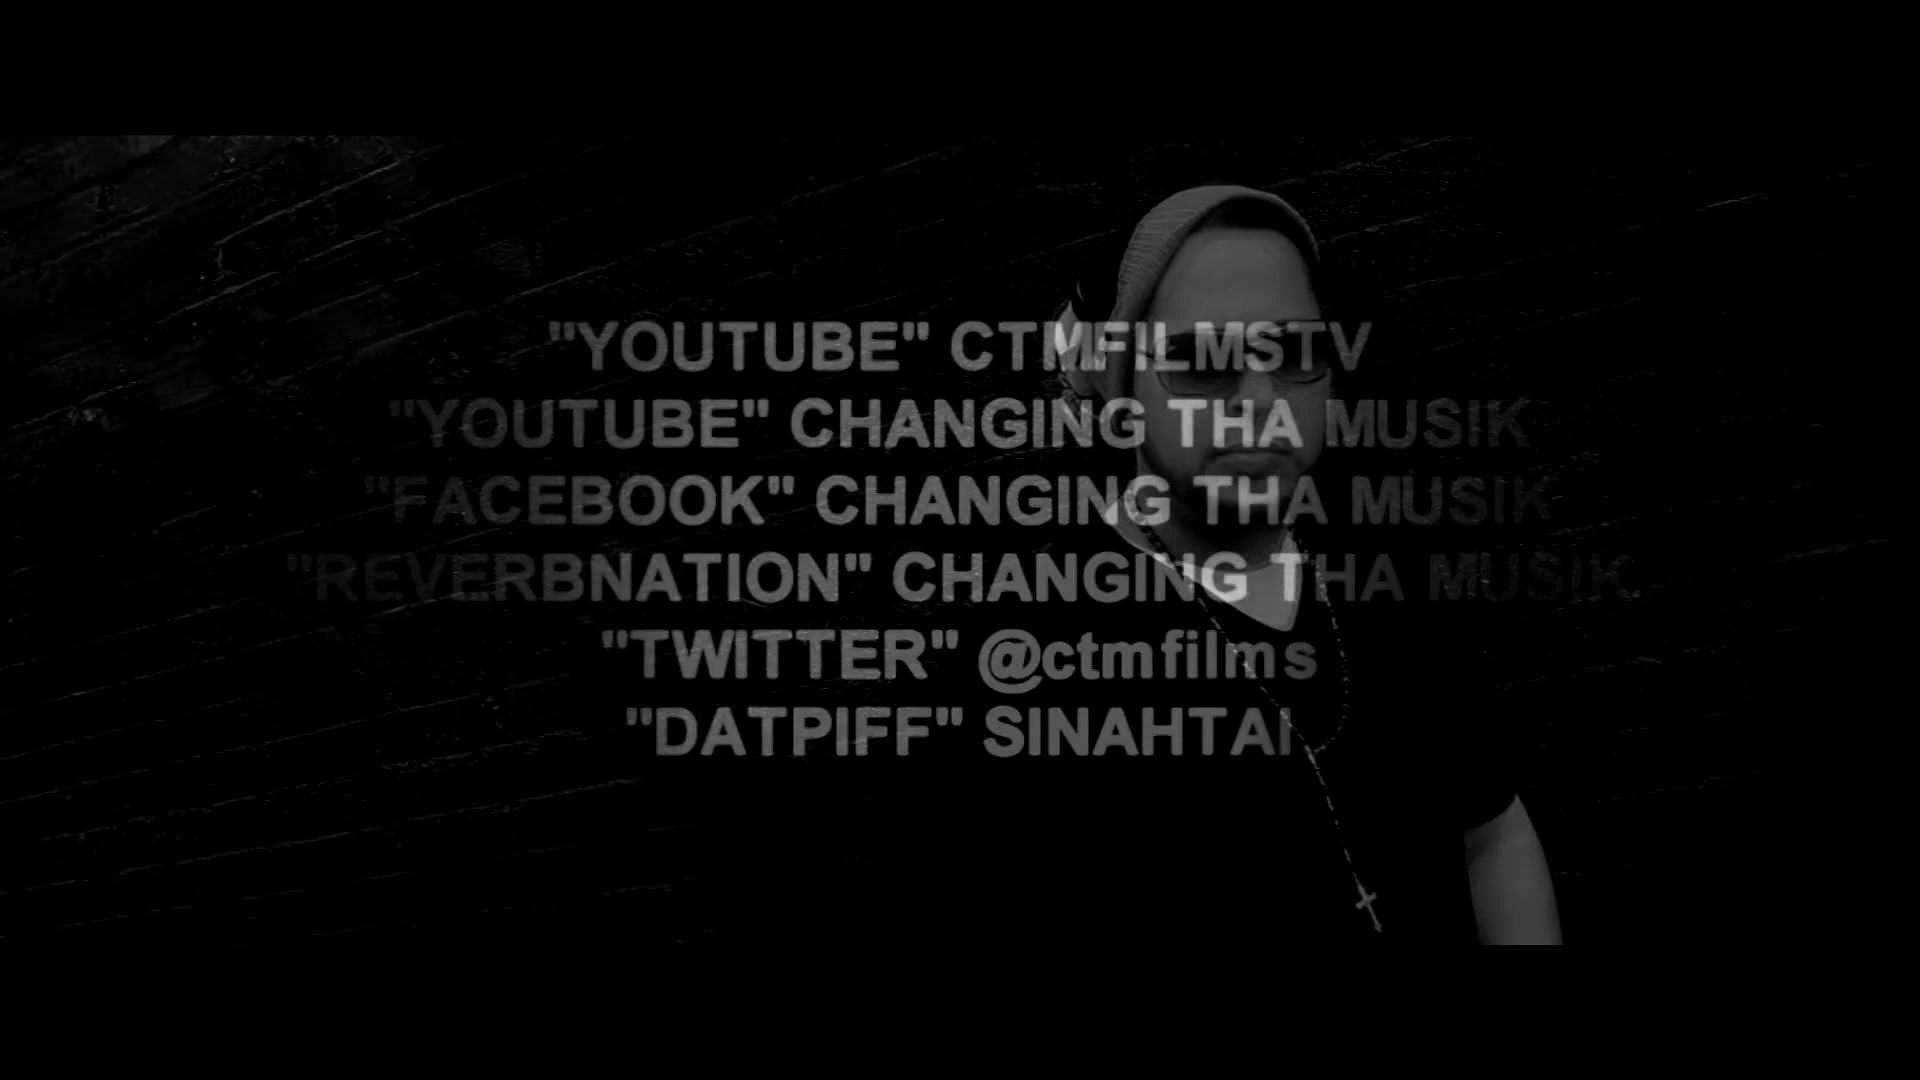 "YOUTUBE" CTMFILMSTV
"YOUTUBE" CHANGING THA MUSIK
"FACEBOOK" CHANGING THA MUSIK
"REVERBNATION" CHANGING THA MUSIK
"TWITTER" @ctmfilms
"DATPIFF" SINAHTAI